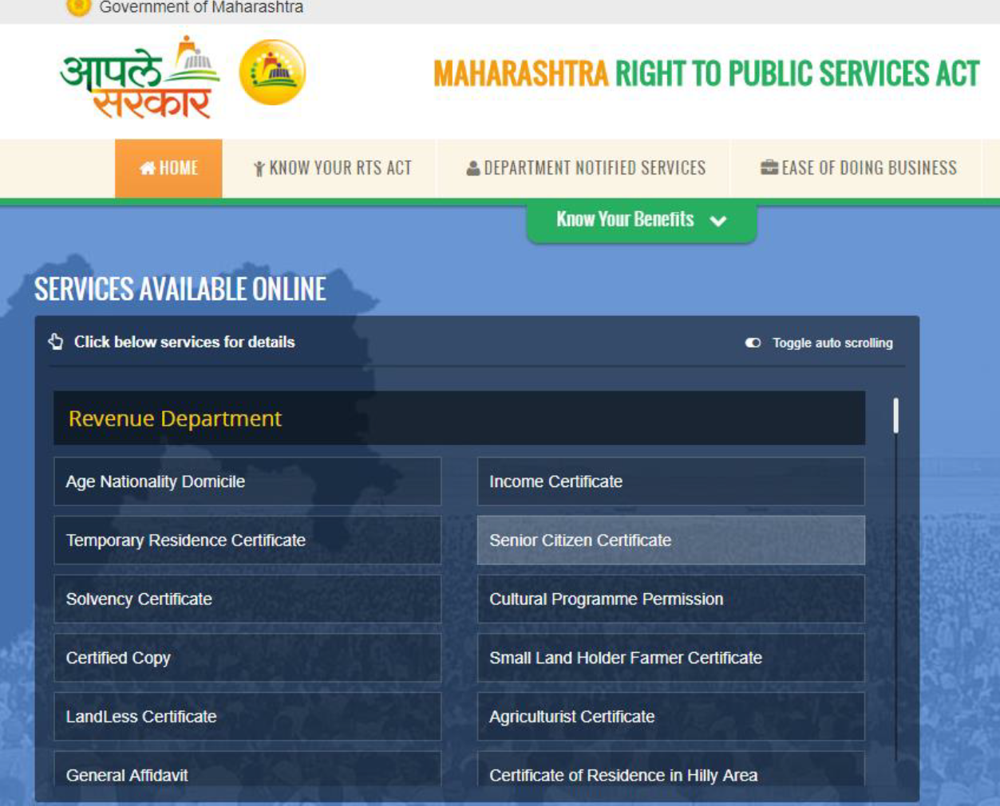 Government of Maharashtra
आपले
सरकार
MAHARASHTRA RIGHT TO PUBLIC SERVICES ACT
HOME KNOW YOUR RTS ACT DEPARTMENT NOTIFIED SERVICES EASE OF DOING BUSINESS
Know Your Benefits
SERVICES AVAILABLE ONLINE
Click below services for details Toggle auto scrolling
Revenue Department
Age Nationality Domicile Income Certificate
Temporary Residence Certificate Senior Citizen Certificate
Solvency Certificate Cultural Programme Permission
Certified Copy Small Land Holder Farmer Certificate
LandLess Certificate Agriculturist Certificate
General Affidavit Certificate of Residence in Hilly Area